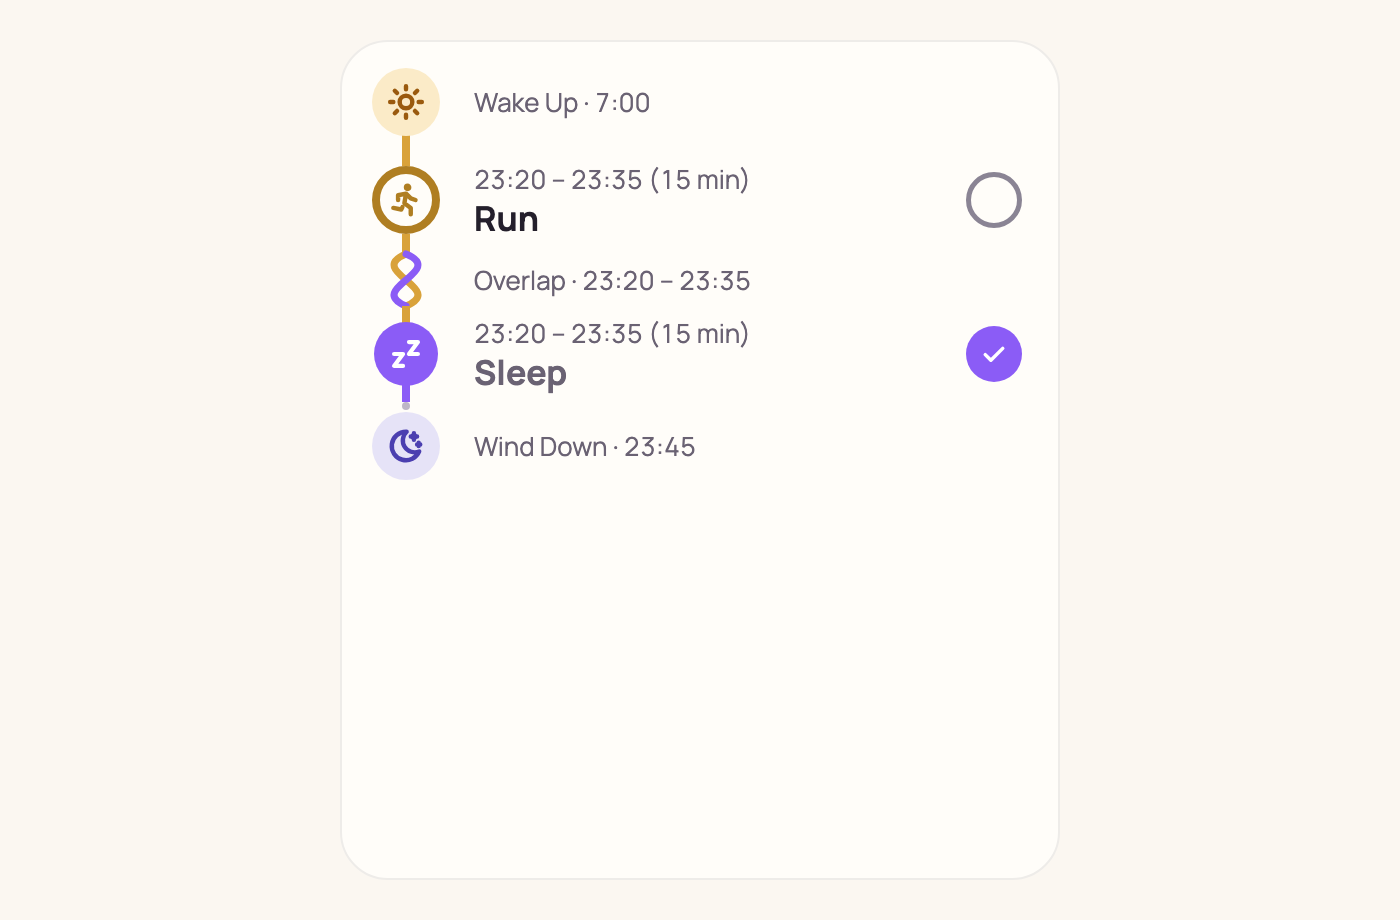 Wake Up · 7:00
23:20 – 23:35 (15 min)
Run
Overlap · 23:20 – 23:35
23:20 – 23:35 (15 min)
Sleep
Wind Down · 23:45